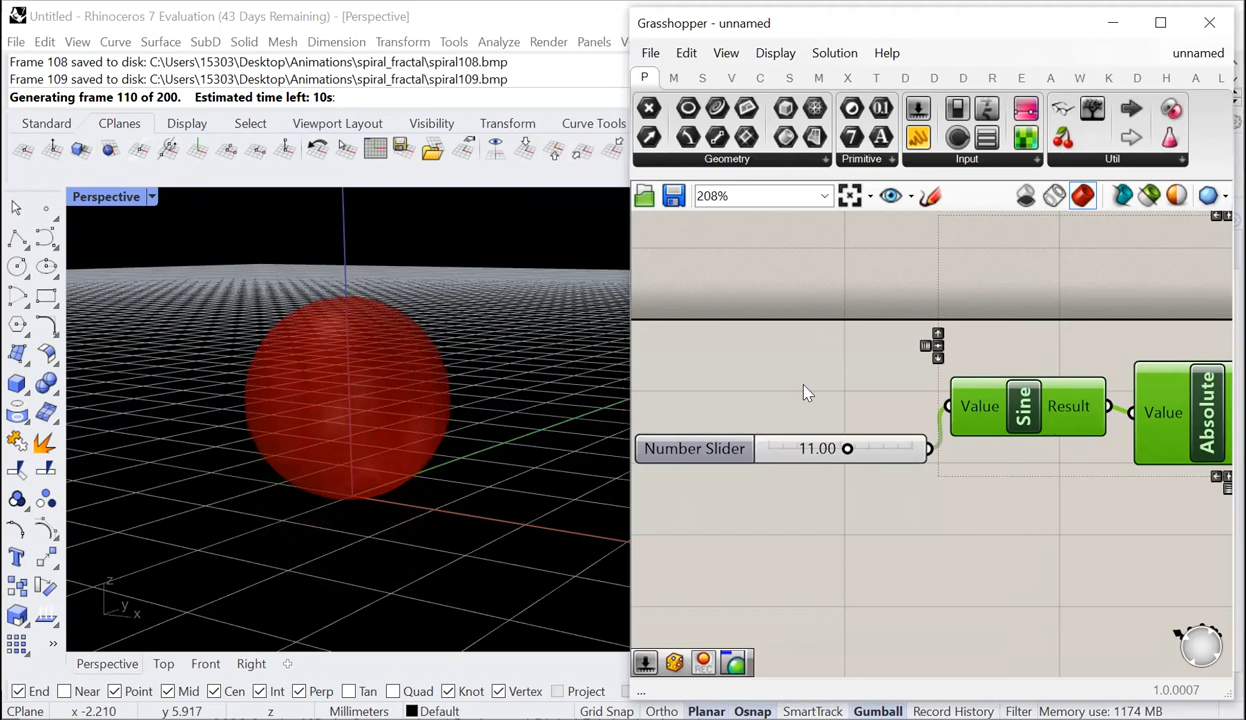 Untitled - Rhinoceros 7 Evaluation (43 Days Remaining) - [Perspective]
File Edit View Curve Surface SubD Solid Mesh Dimension Transform Tools Analyze Render Panels V
Frame 108 saved to disk: C:\Users\15303\Desktop\Animations\spiral_fractal\spiral108.bmp
Frame 109 saved to disk: C:\Users\15303\Desktop\Animations\spiral_fractal\spiral109.bmp
Generating frame 110 of 200. Estimated time left: 10s:
Standard CPlanes Display Select Viewport Layout Visibility Transform Curve Tools
Perspective
z
y
x
Perspective Top Front Right
End Near Point Mid Cen Int Perp Tan Quad Knot Vertex Project
CPlane x -2.210 y 5.917 z Millimeters Default Grid Snap Ortho Planar Osnap SmartTrack Gumball Record History Filter Memory use: 1174 MB
Grasshopper - unnamed
File Edit View Display Solution Help unnamed
P M S V C S M X T D D D R E A W K D H A L
Geometry Primitive Input Util
208%
Value Sine Result
Value Absolute
Number Slider 11.00
REC
...
1.0.0007